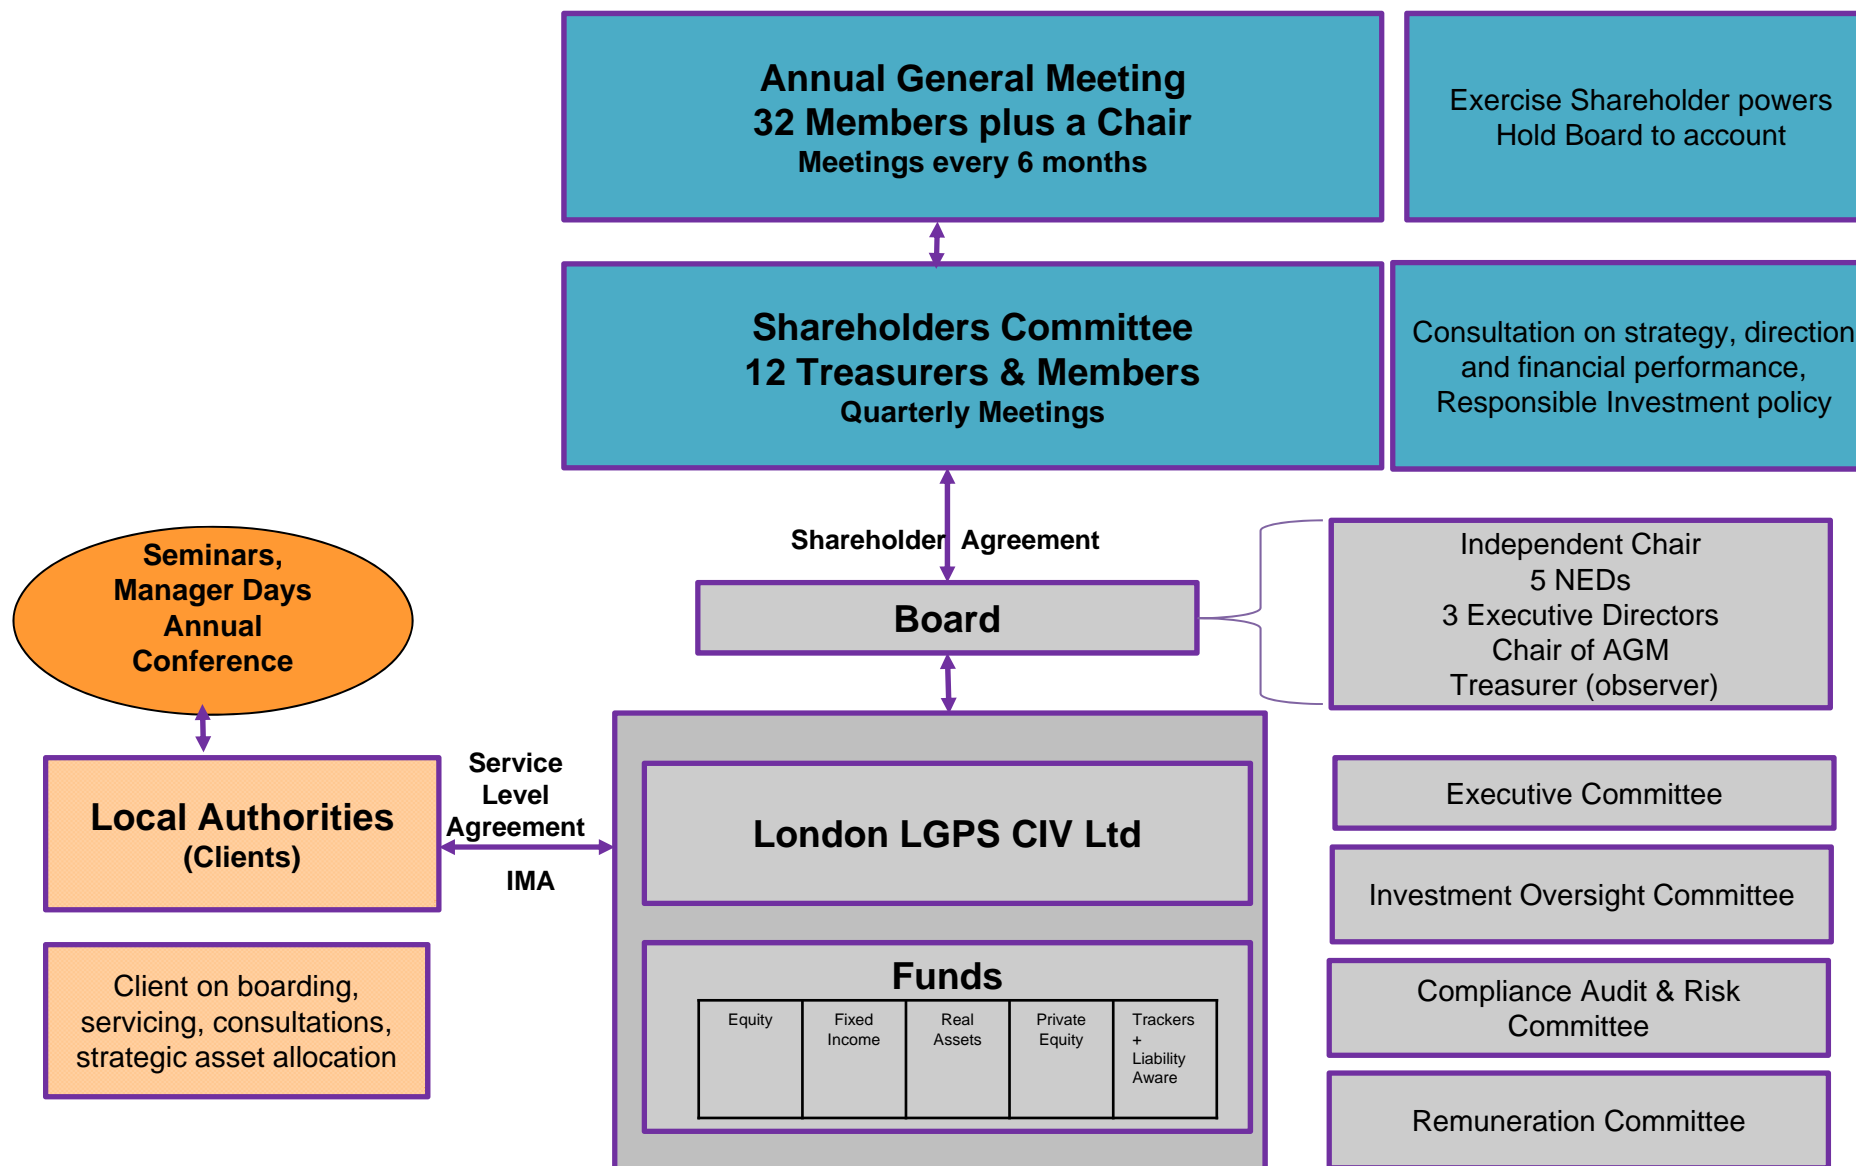 Annual General Meeting
32 Members plus a Chair
Meetings every 6 months
Exercise Shareholder powers
Hold Board to account
Shareholders Committee
12 Treasurers & Members
Quarterly Meetings
Consultation on strategy, direction
and financial performance,
Responsible Investment policy
Shareholder Agreement
Board
Independent Chair
5 NEDs
3 Executive Directors
Chair of AGM
Treasurer (observer)
Seminars,
Manager Days
Annual
Conference
Local Authorities
(Clients)
Service
Level
Agreement
IMA
Client on boarding,
servicing, consultations,
strategic asset allocation
London LGPS CIV Ltd
Funds
Equity
Fixed
Income
Real
Assets
Private
Equity
Trackers
+
Liability
Aware
Executive Committee
Investment Oversight Committee
Compliance Audit & Risk
Committee
Remuneration Committee